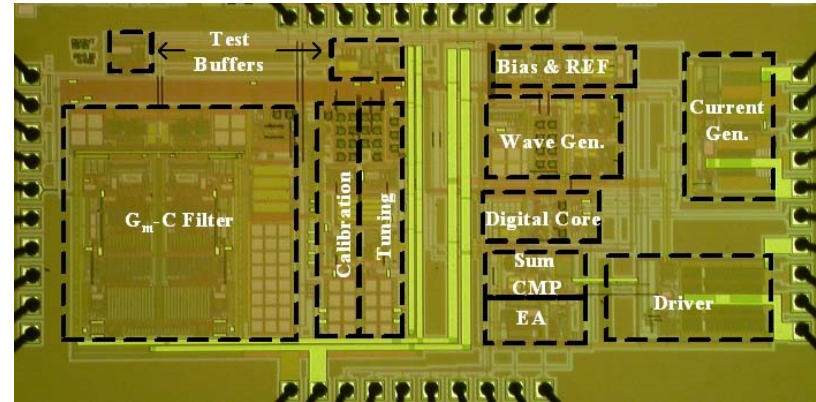 Test
Buffers
Bias & REF
Current
Gen.
Wave Gen.
Gm-C Filter
Calibration
Tuning
Digital Core
Sum
CMP
EA
Driver